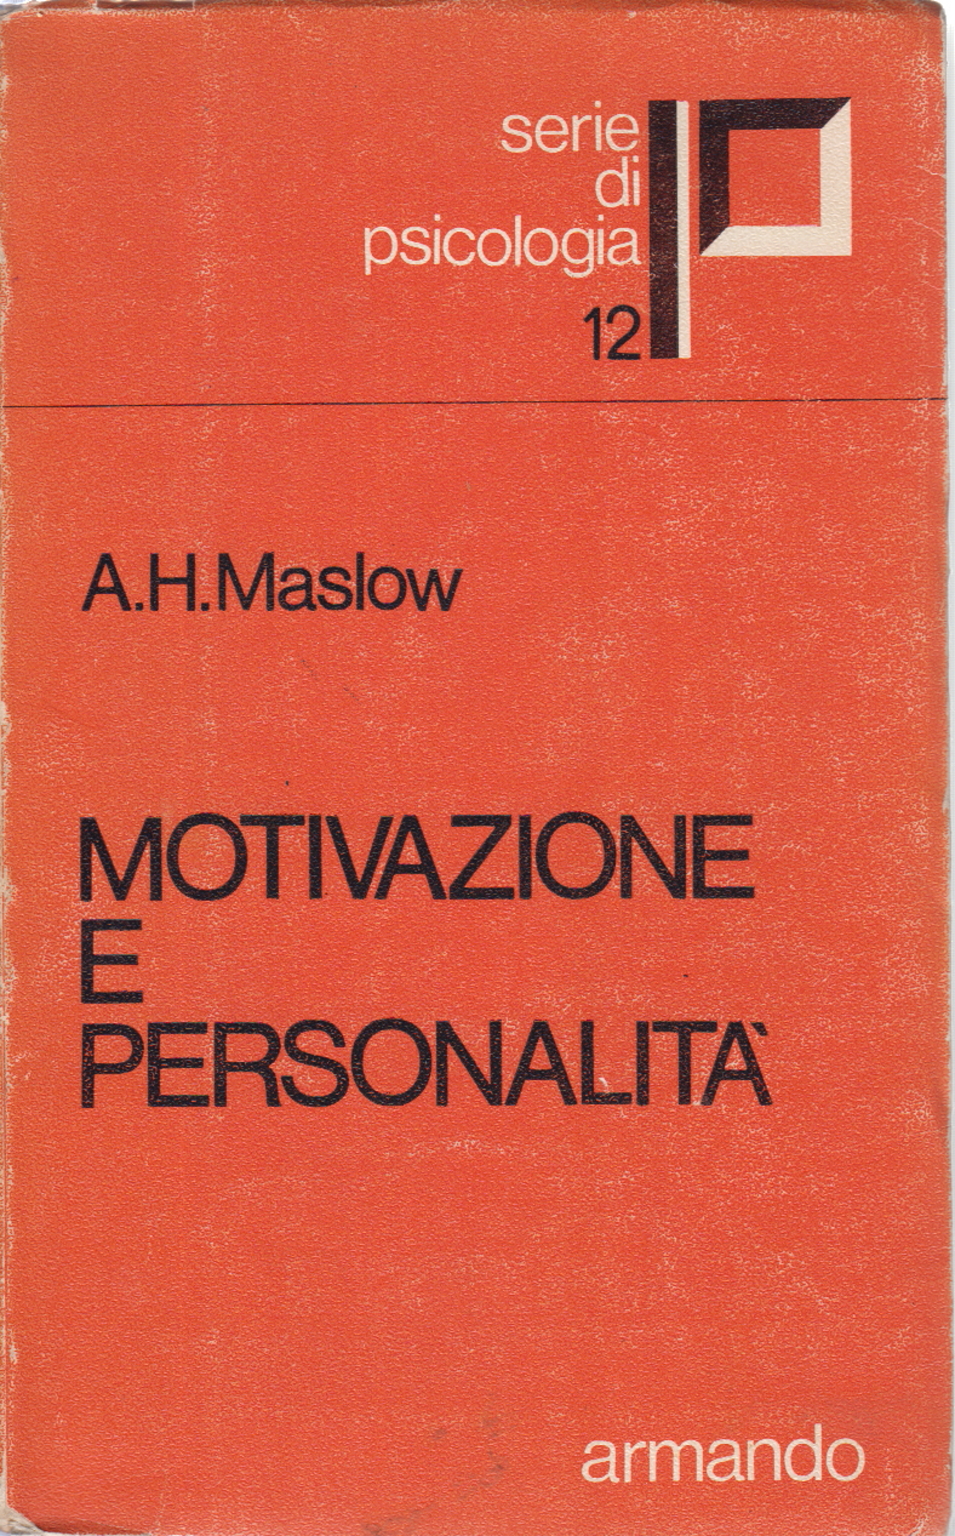 serie
di
psicologia
12
A.H.Maslow
MOTIVAZIONE
E
PERSONALITÀ
armando